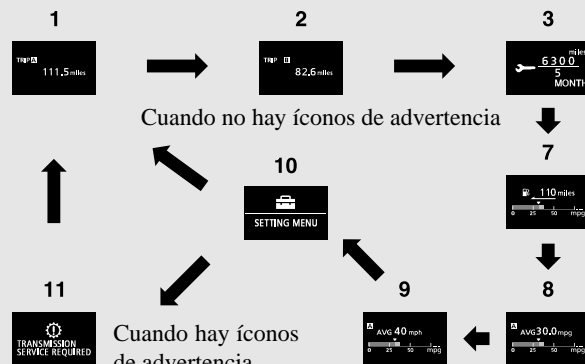 1
2
3
TRIP A
111.5 miles
TRIP B
82.6 miles
miles
6300
5
MONTH
Cuando no hay íconos de advertencia
7
110 miles
0 25 50 mpg
10
SETTING MENU
11
TRANSMISSION
SERVICE REQUIRED
Cuando hay íconos
de advertencia
9
A AVG 40 mph
0 25 50 mpg
8
A AVG 30.0 mpg
0 25 50 mpg